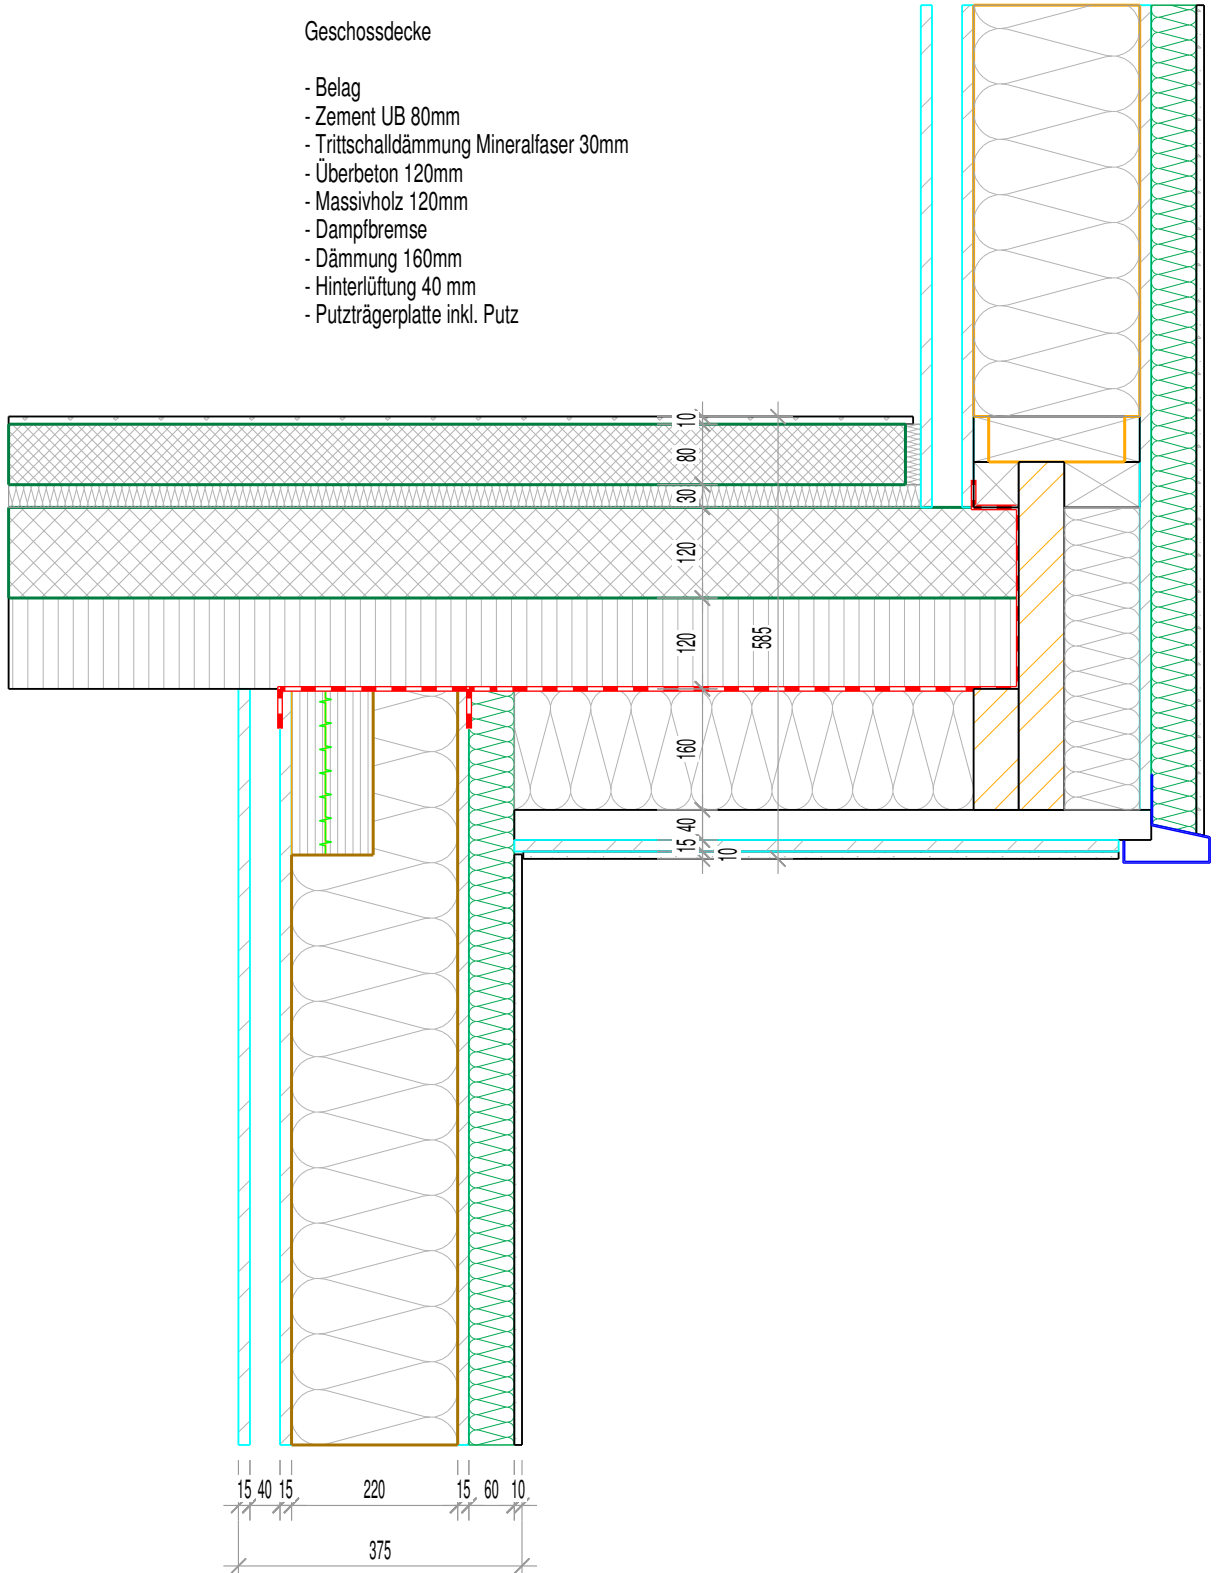 Geschossdecke
- Belag
- Zement UB 80mm
- Trittschalldämmung Mineralfaser 30mm
- Überbeton 120mm
- Massivholz 120mm
- Dampfbremse
- Dämmung 160mm
- Hinterlüftung 40 mm
- Putzträgerplatte inkl. Putz
10
80
30
120
120
585
160
40
15
10
15 40 15 220 15 60 10
375